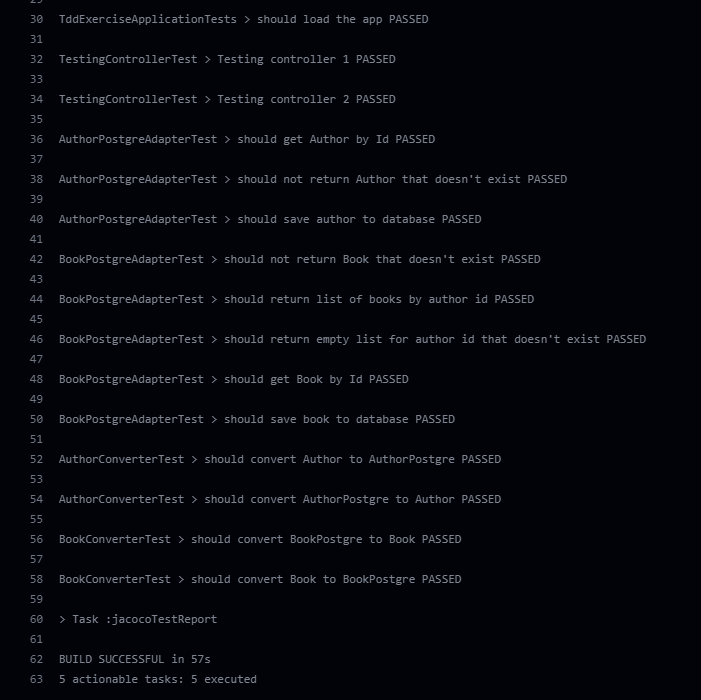 29
30 TddExerciseApplicationTests > should load the app PASSED
31
32 TestingControllerTest > Testing controller 1 PASSED
33
34 TestingControllerTest > Testing controller 2 PASSED
35
36 AuthorPostgreAdapterTest > should get Author by Id PASSED
37
38 AuthorPostgreAdapterTest > should not return Author that doesn't exist PASSED
39
40 AuthorPostgreAdapterTest > should save author to database PASSED
41
42 BookPostgreAdapterTest > should not return Book that doesn't exist PASSED
43
44 BookPostgreAdapterTest > should return list of books by author id PASSED
45
46 BookPostgreAdapterTest > should return empty list for author id that doesn't exist PASSED
47
48 BookPostgreAdapterTest > should get Book by Id PASSED
49
50 BookPostgreAdapterTest > should save book to database PASSED
51
52 AuthorConverterTest > should convert Author to AuthorPostgre PASSED
53
54 AuthorConverterTest > should convert AuthorPostgre to Author PASSED
55
56 BookConverterTest > should convert BookPostgre to Book PASSED
57
58 BookConverterTest > should convert Book to BookPostgre PASSED
59
60 > Task :jacocoTestReport
61
62 BUILD SUCCESSFUL in 57s
63 5 actionable tasks: 5 executed